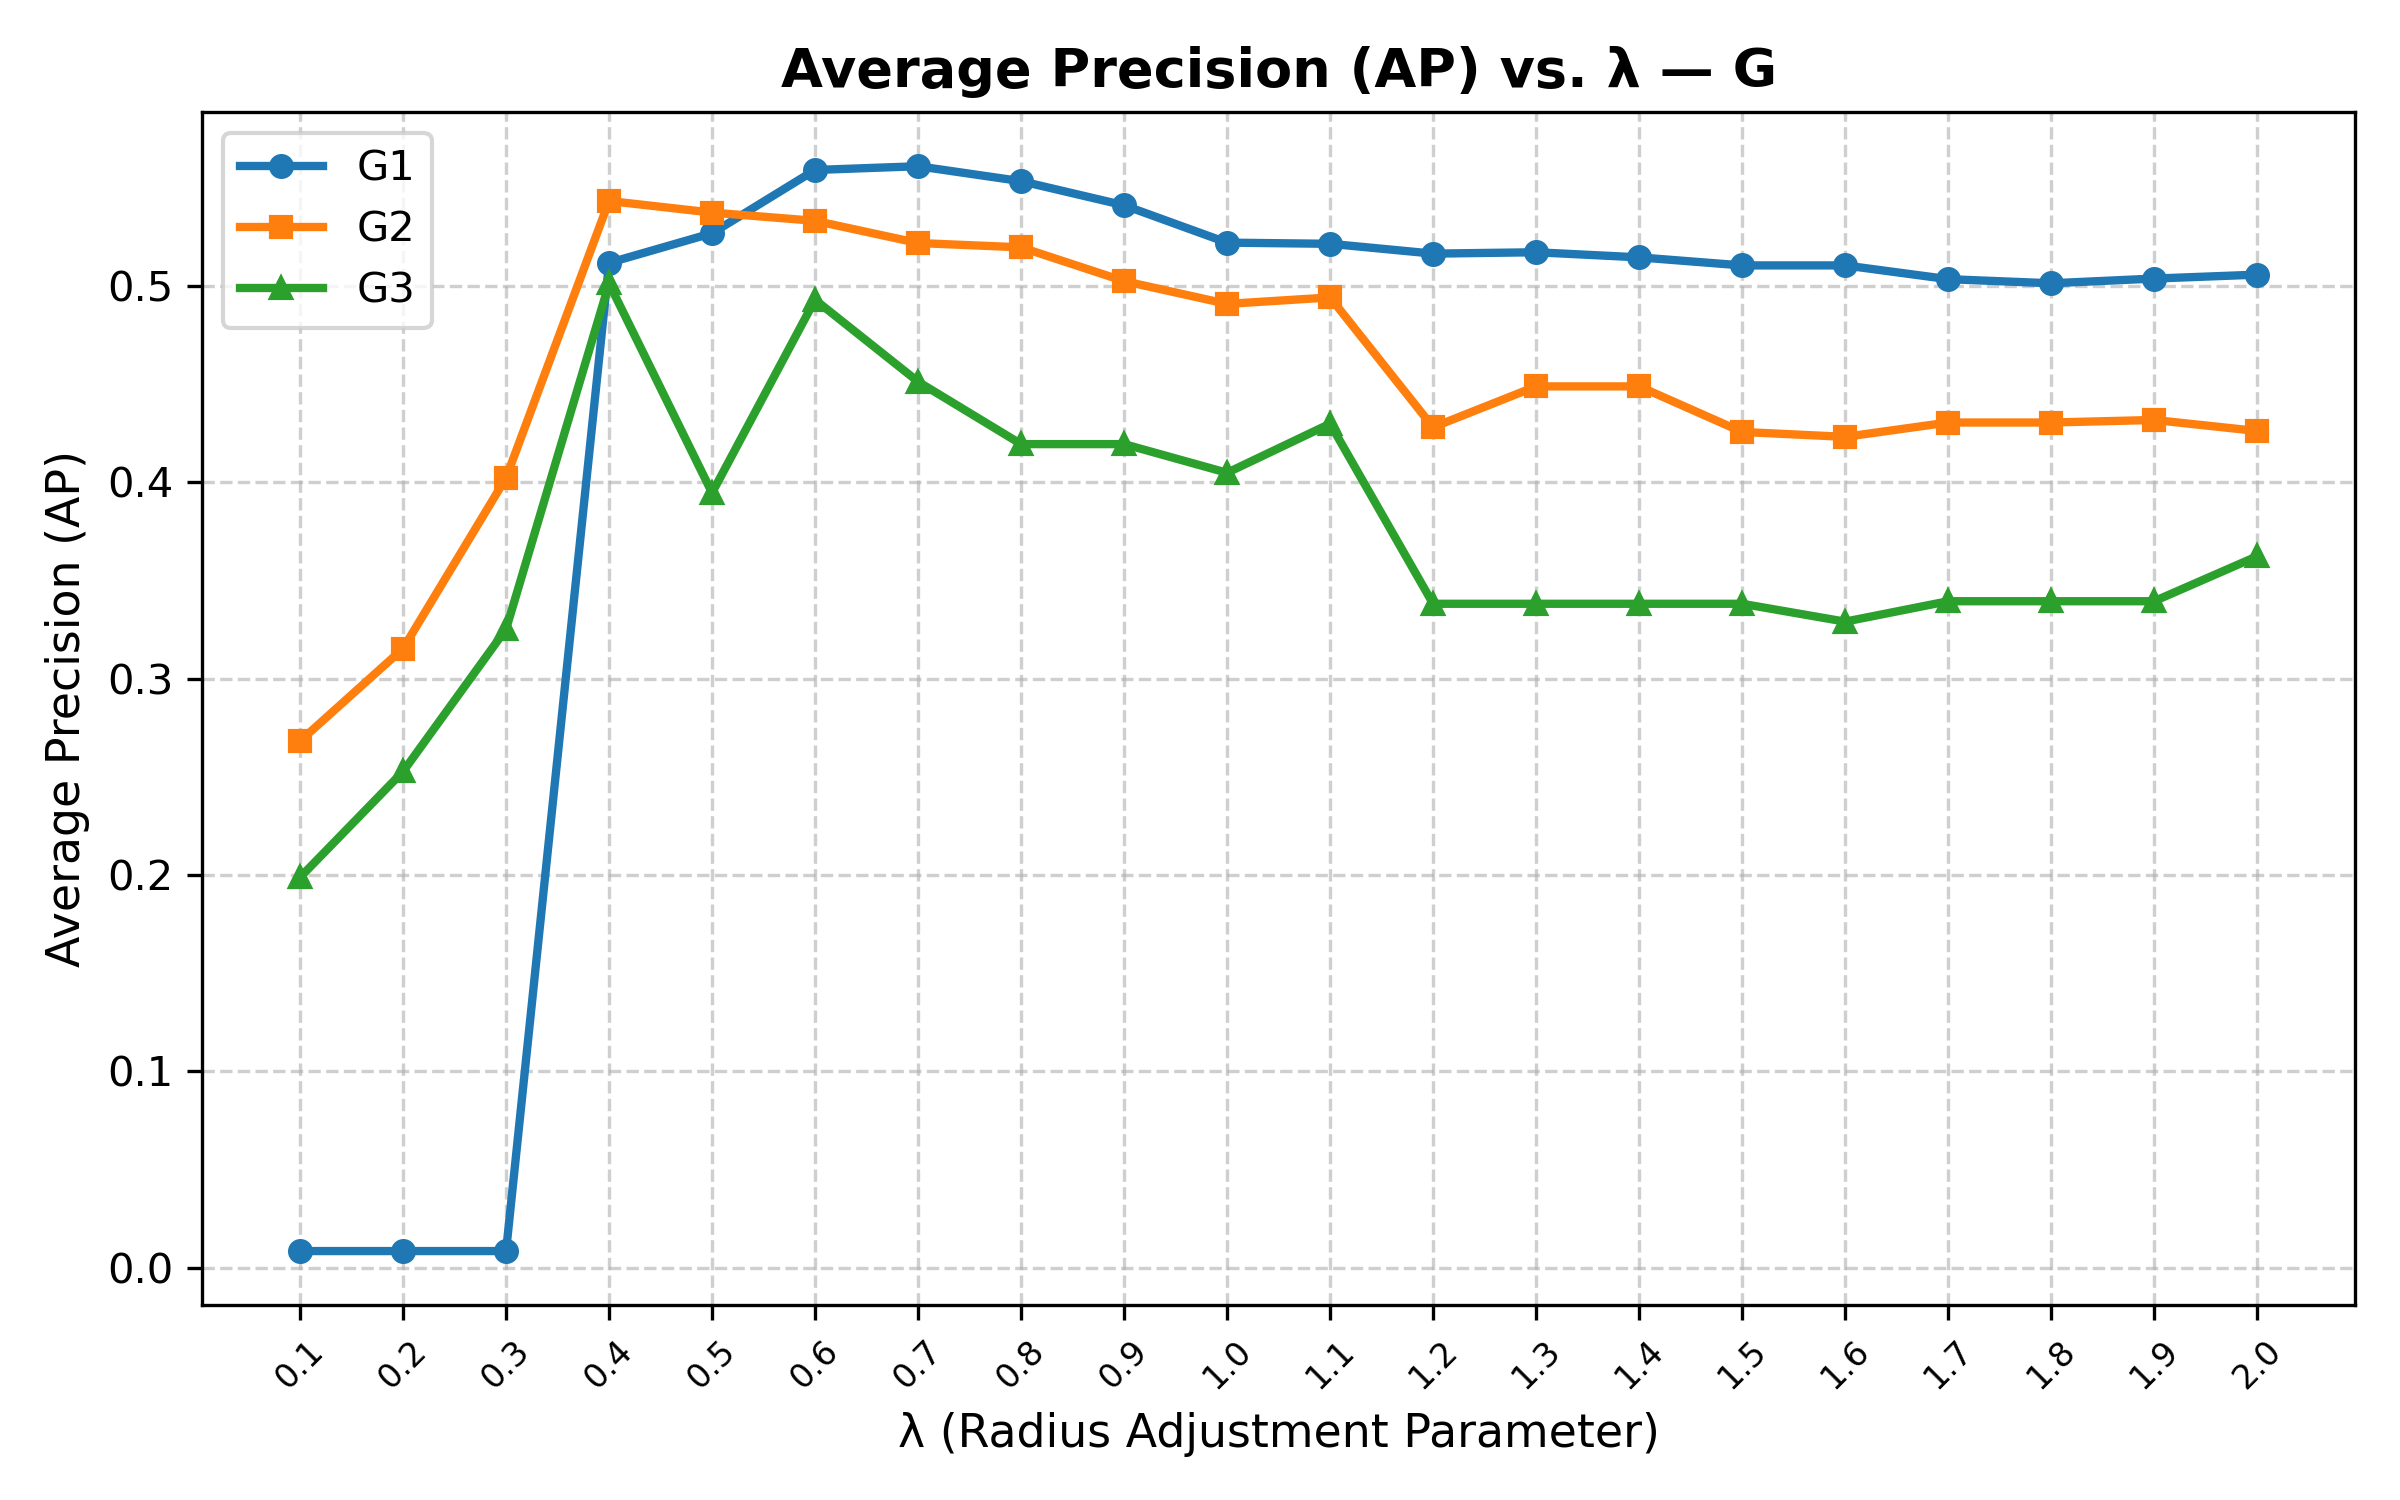 Average Precision (AP) vs. λ — G
G1
G2
G3
Average Precision (AP)
0.5
0.4
0.3
0.2
0.1
0.0
0.1 0.2 0.3 0.4 0.5 0.6 0.7 0.8 0.9 1.0 1.1 1.2 1.3 1.4 1.5 1.6 1.7 1.8 1.9 2.0
λ (Radius Adjustment Parameter)